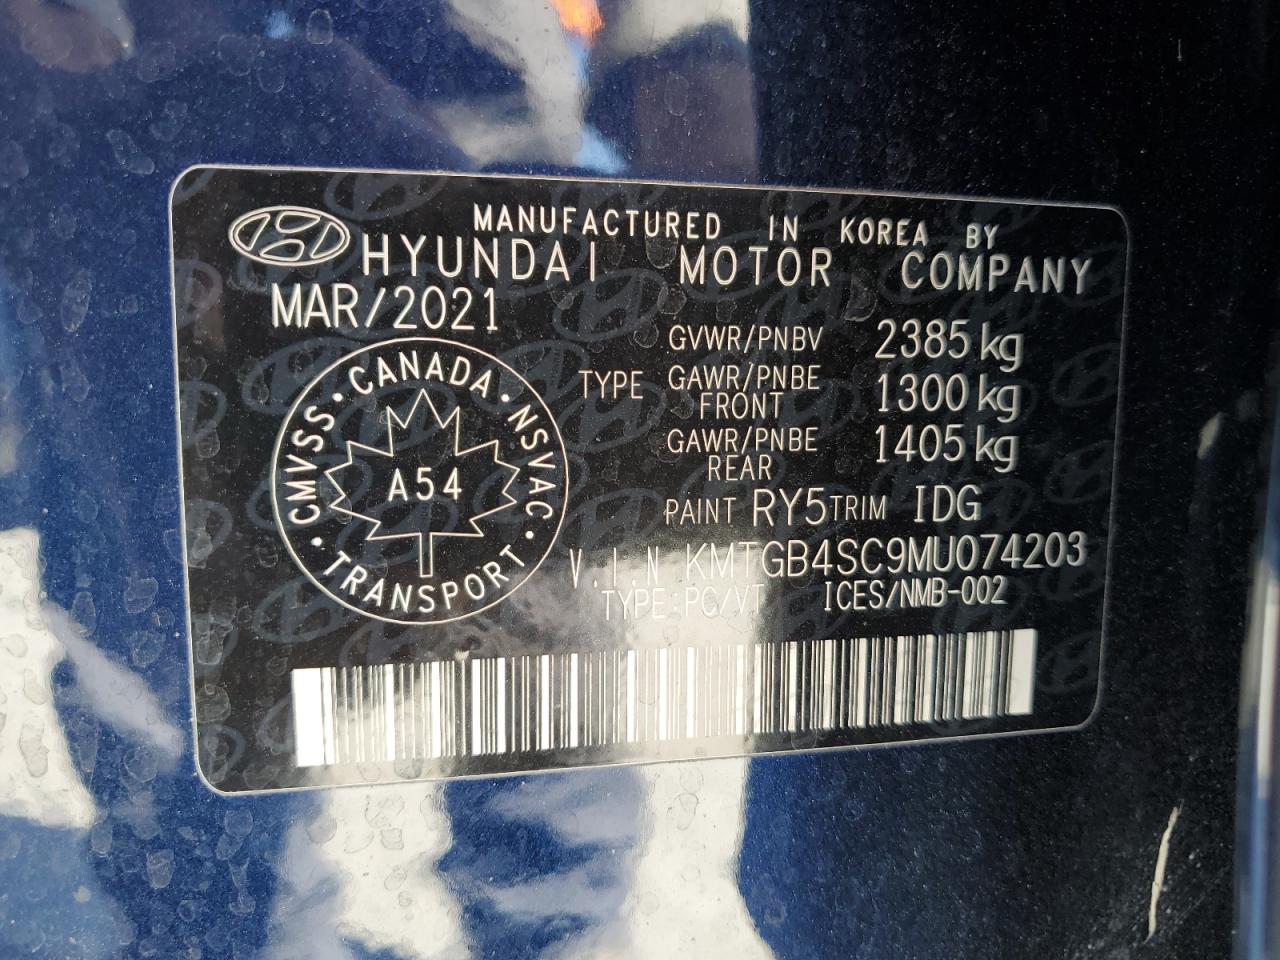 MANUFACTURED IN KOREA BY
HYUNDAI MOTOR COMPANY
MAR/2021
CMVSS · CANADA · NSVAC · TRANSPORT ·
A54
TYPE
GVWR/PNBV 2385 kg
GAWR/PNBE FRONT 1300 kg
GAWR/PNBE REAR 1405 kg
PAINT RY5 TRIM IDG
V.I.N KMTGB4SC9MU074203
TYPE:PC/VT ICES/NMB-002